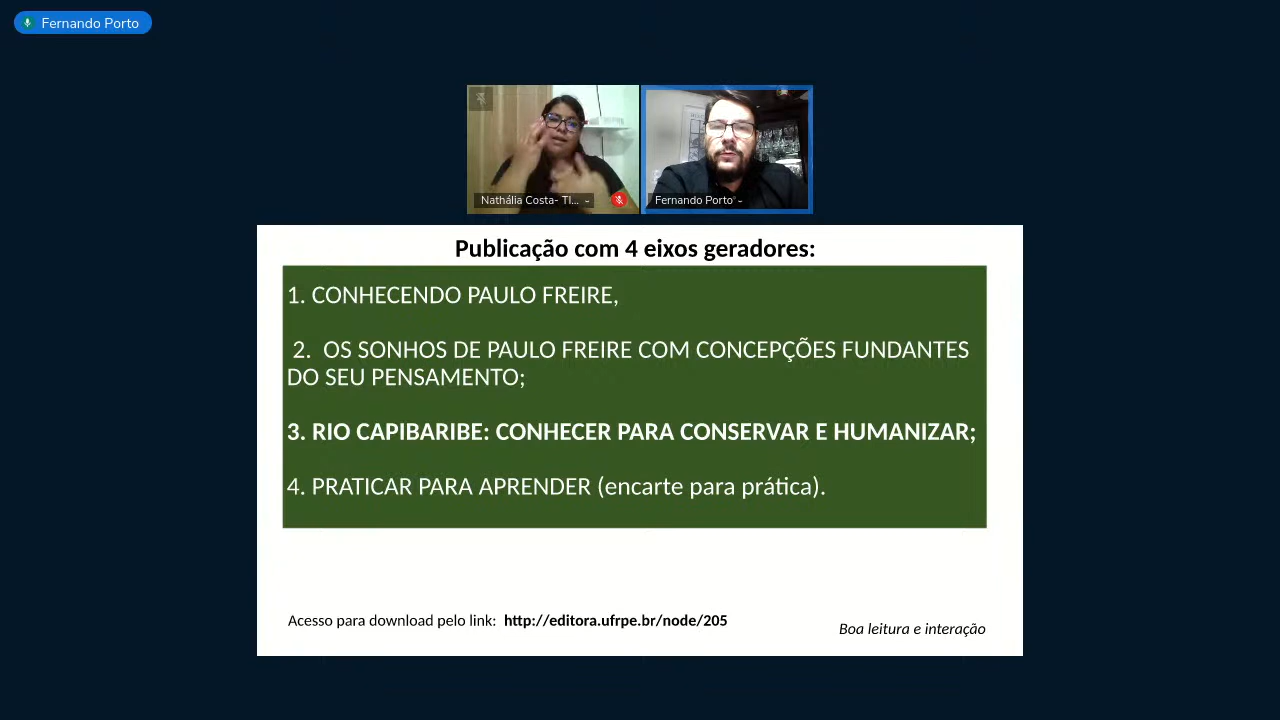 Fernando Porto
Nathália Costa- TI...
Fernando Porto
Publicação com 4 eixos geradores:
1. CONHECENDO PAULO FREIRE,
2. OS SONHOS DE PAULO FREIRE COM CONCEPÇÕES FUNDANTES
DO SEU PENSAMENTO;
3. RIO CAPIBARIBE: CONHECER PARA CONSERVAR E HUMANIZAR;
4. PRATICAR PARA APRENDER (encarte para prática).
Acesso para download pelo link: http://editora.ufrpe.br/node/205
Boa leitura e interação